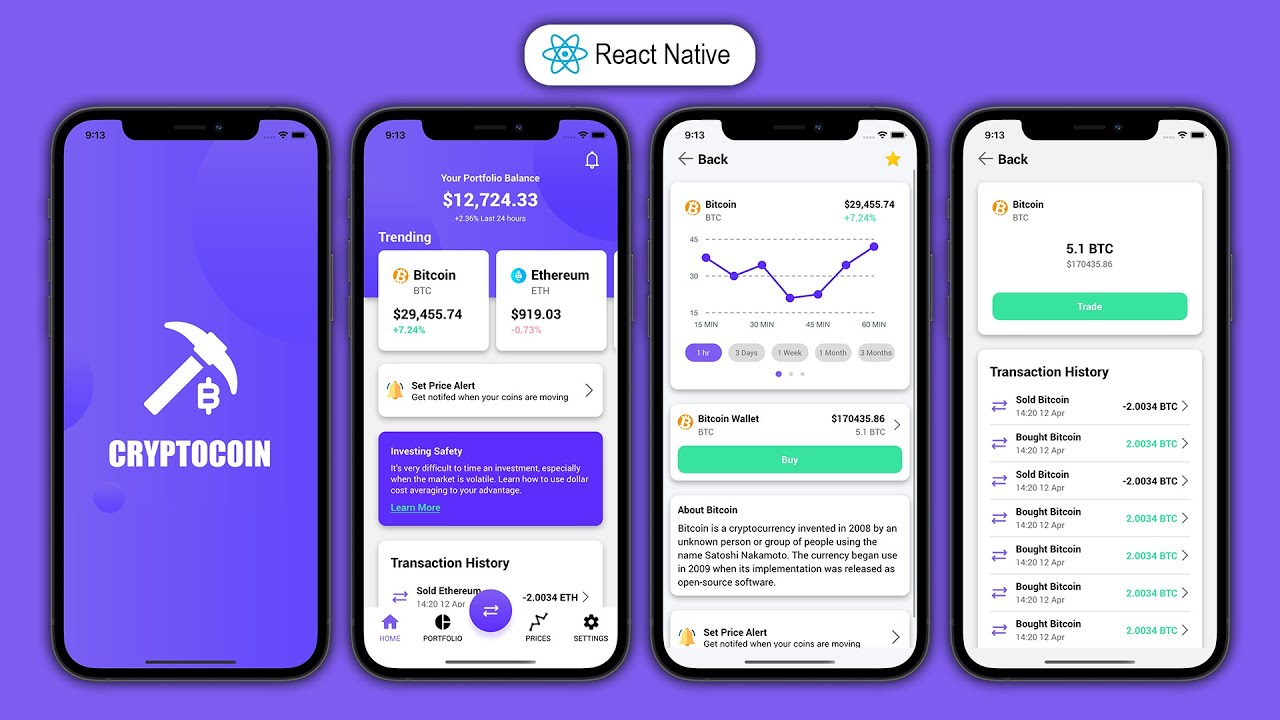 React Native
9:13
CRYPTOCOIN
9:13
Your Portfolio Balance
$12,724.33
+2.36% Last 24 hours
Trending
Bitcoin
BTC
$29,455.74
+7.24%
Ethereum
ETH
$919.03
-0.73%
Set Price Alert
Get notifed when your coins are moving
Investing Safety
It's very difficult to time an investment, especially
when the market is volatile. Learn how to use dollar
cost averaging to your advantage.
Learn More
Transaction History
Sold Ethereum
14:20 12 Apr
-2.0034 ETH
HOME
PORTFOLIO
PRICES
SETTINGS
9:13
Back
Bitcoin
BTC
$29,455.74
+7.24%
45
30
15
15 MIN
30 MIN
45 MIN
60 MIN
1 hr
3 Days
1 Week
1 Month
3 Months
Bitcoin Wallet
BTC
$170435.86
5.1 BTC
Buy
About Bitcoin
Bitcoin is a cryptocurrency invented in 2008 by an
unknown person or group of people using the
name Satoshi Nakamoto. The currency began use
in 2009 when its implementation was released as
open-source software.
Set Price Alert
Get notifed when your coins are moving
9:13
Back
Bitcoin
BTC
5.1 BTC
$170435.86
Trade
Transaction History
Sold Bitcoin
14:20 12 Apr
-2.0034 BTC
Bought Bitcoin
14:20 12 Apr
2.0034 BTC
Sold Bitcoin
14:20 12 Apr
-2.0034 BTC
Bought Bitcoin
14:20 12 Apr
2.0034 BTC
Bought Bitcoin
14:20 12 Apr
2.0034 BTC
Bought Bitcoin
14:20 12 Apr
2.0034 BTC
Bought Bitcoin
14:20 12 Apr
2.0034 BTC